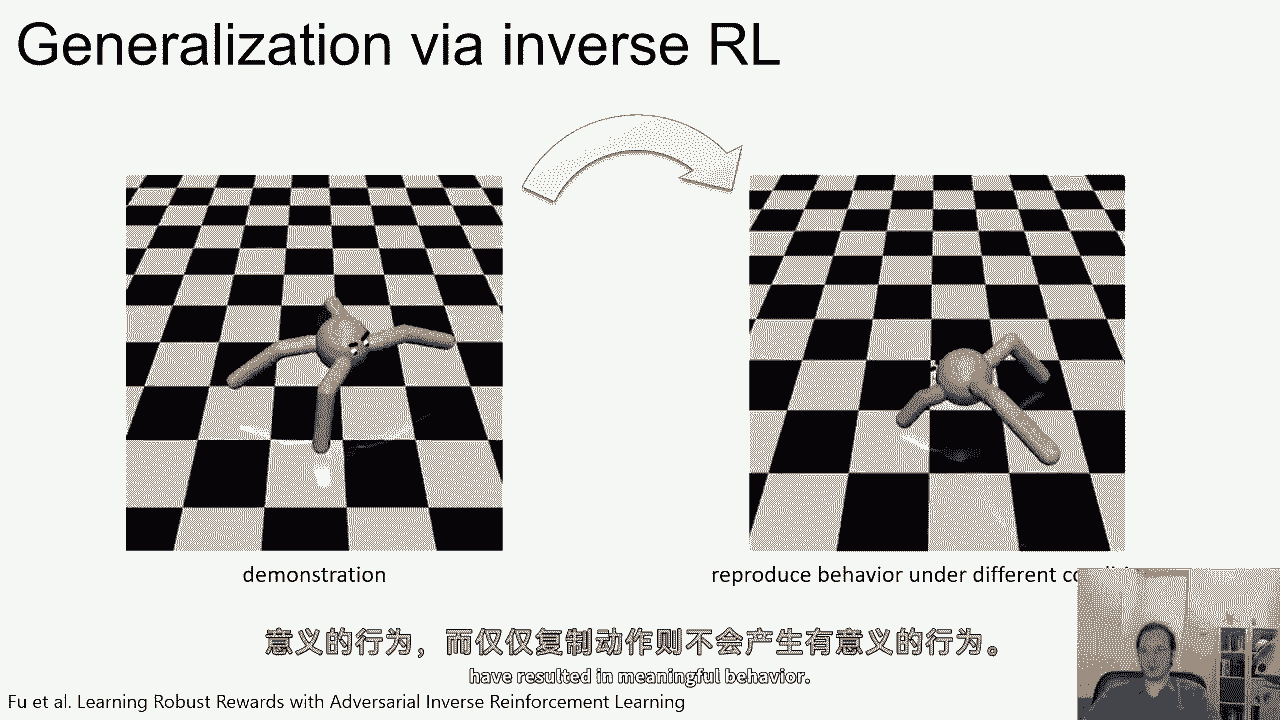 Generalization via inverse RL
demonstration
reproduce behavior under different
意义的行为，而仅仅复制动作则不会产生有意义的行为。
have resulted in meaningful behavior.
Fu et al. Learning Robust Rewards with Adversarial Inverse Reinforcement Learning